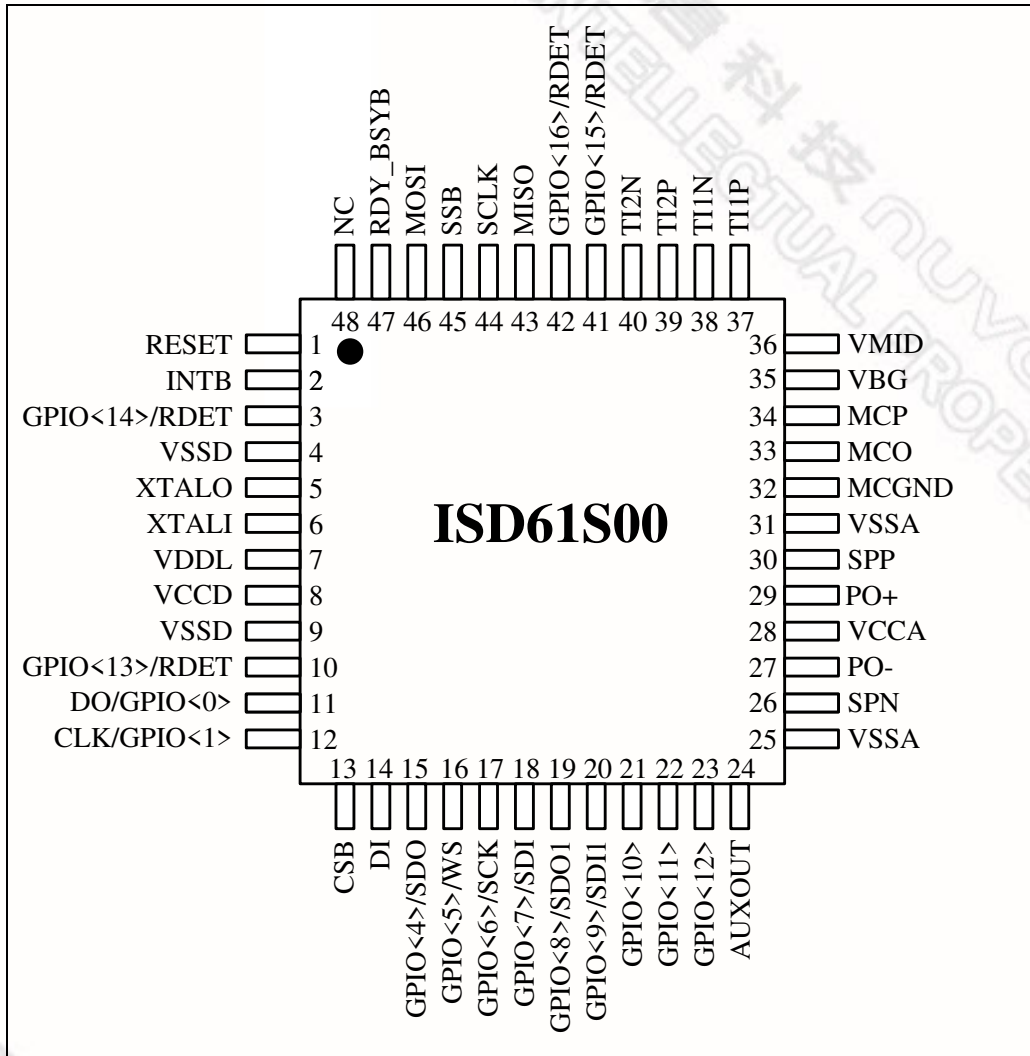 NC
RDY_BSYB
MOSI
SSB
SCLK
MISO
GPIO<16>/RDET
GPIO<15>/RDET
TI2N
TI2P
TI1N
TI1P
48 47 46 45 44 43 42 41 40 39 38 37
RESET 1
INTB 2
GPIO<14>/RDET 3
VSSD 4
XTALO 5
XTALI 6
VDDL 7
VCCD 8
VSSD 9
GPIO<13>/RDET 10
DO/GPIO<0> 11
CLK/GPIO<1> 12
ISD61S00
36 VMID
35 VBG
34 MCP
33 MCO
32 MCGND
31 VSSA
30 SPP
29 PO+
28 VCCA
27 PO-
26 SPN
25 VSSA
13 14 15 16 17 18 19 20 21 22 23 24
CSB
DI
GPIO<4>/SDO
GPIO<5>/WS
GPIO<6>/SCK
GPIO<7>/SDI
GPIO<8>/SDO1
GPIO<9>/SDI1
GPIO<10>
GPIO<11>
GPIO<12>
AUXOUT
科技
INTELLECTUAL PROPE